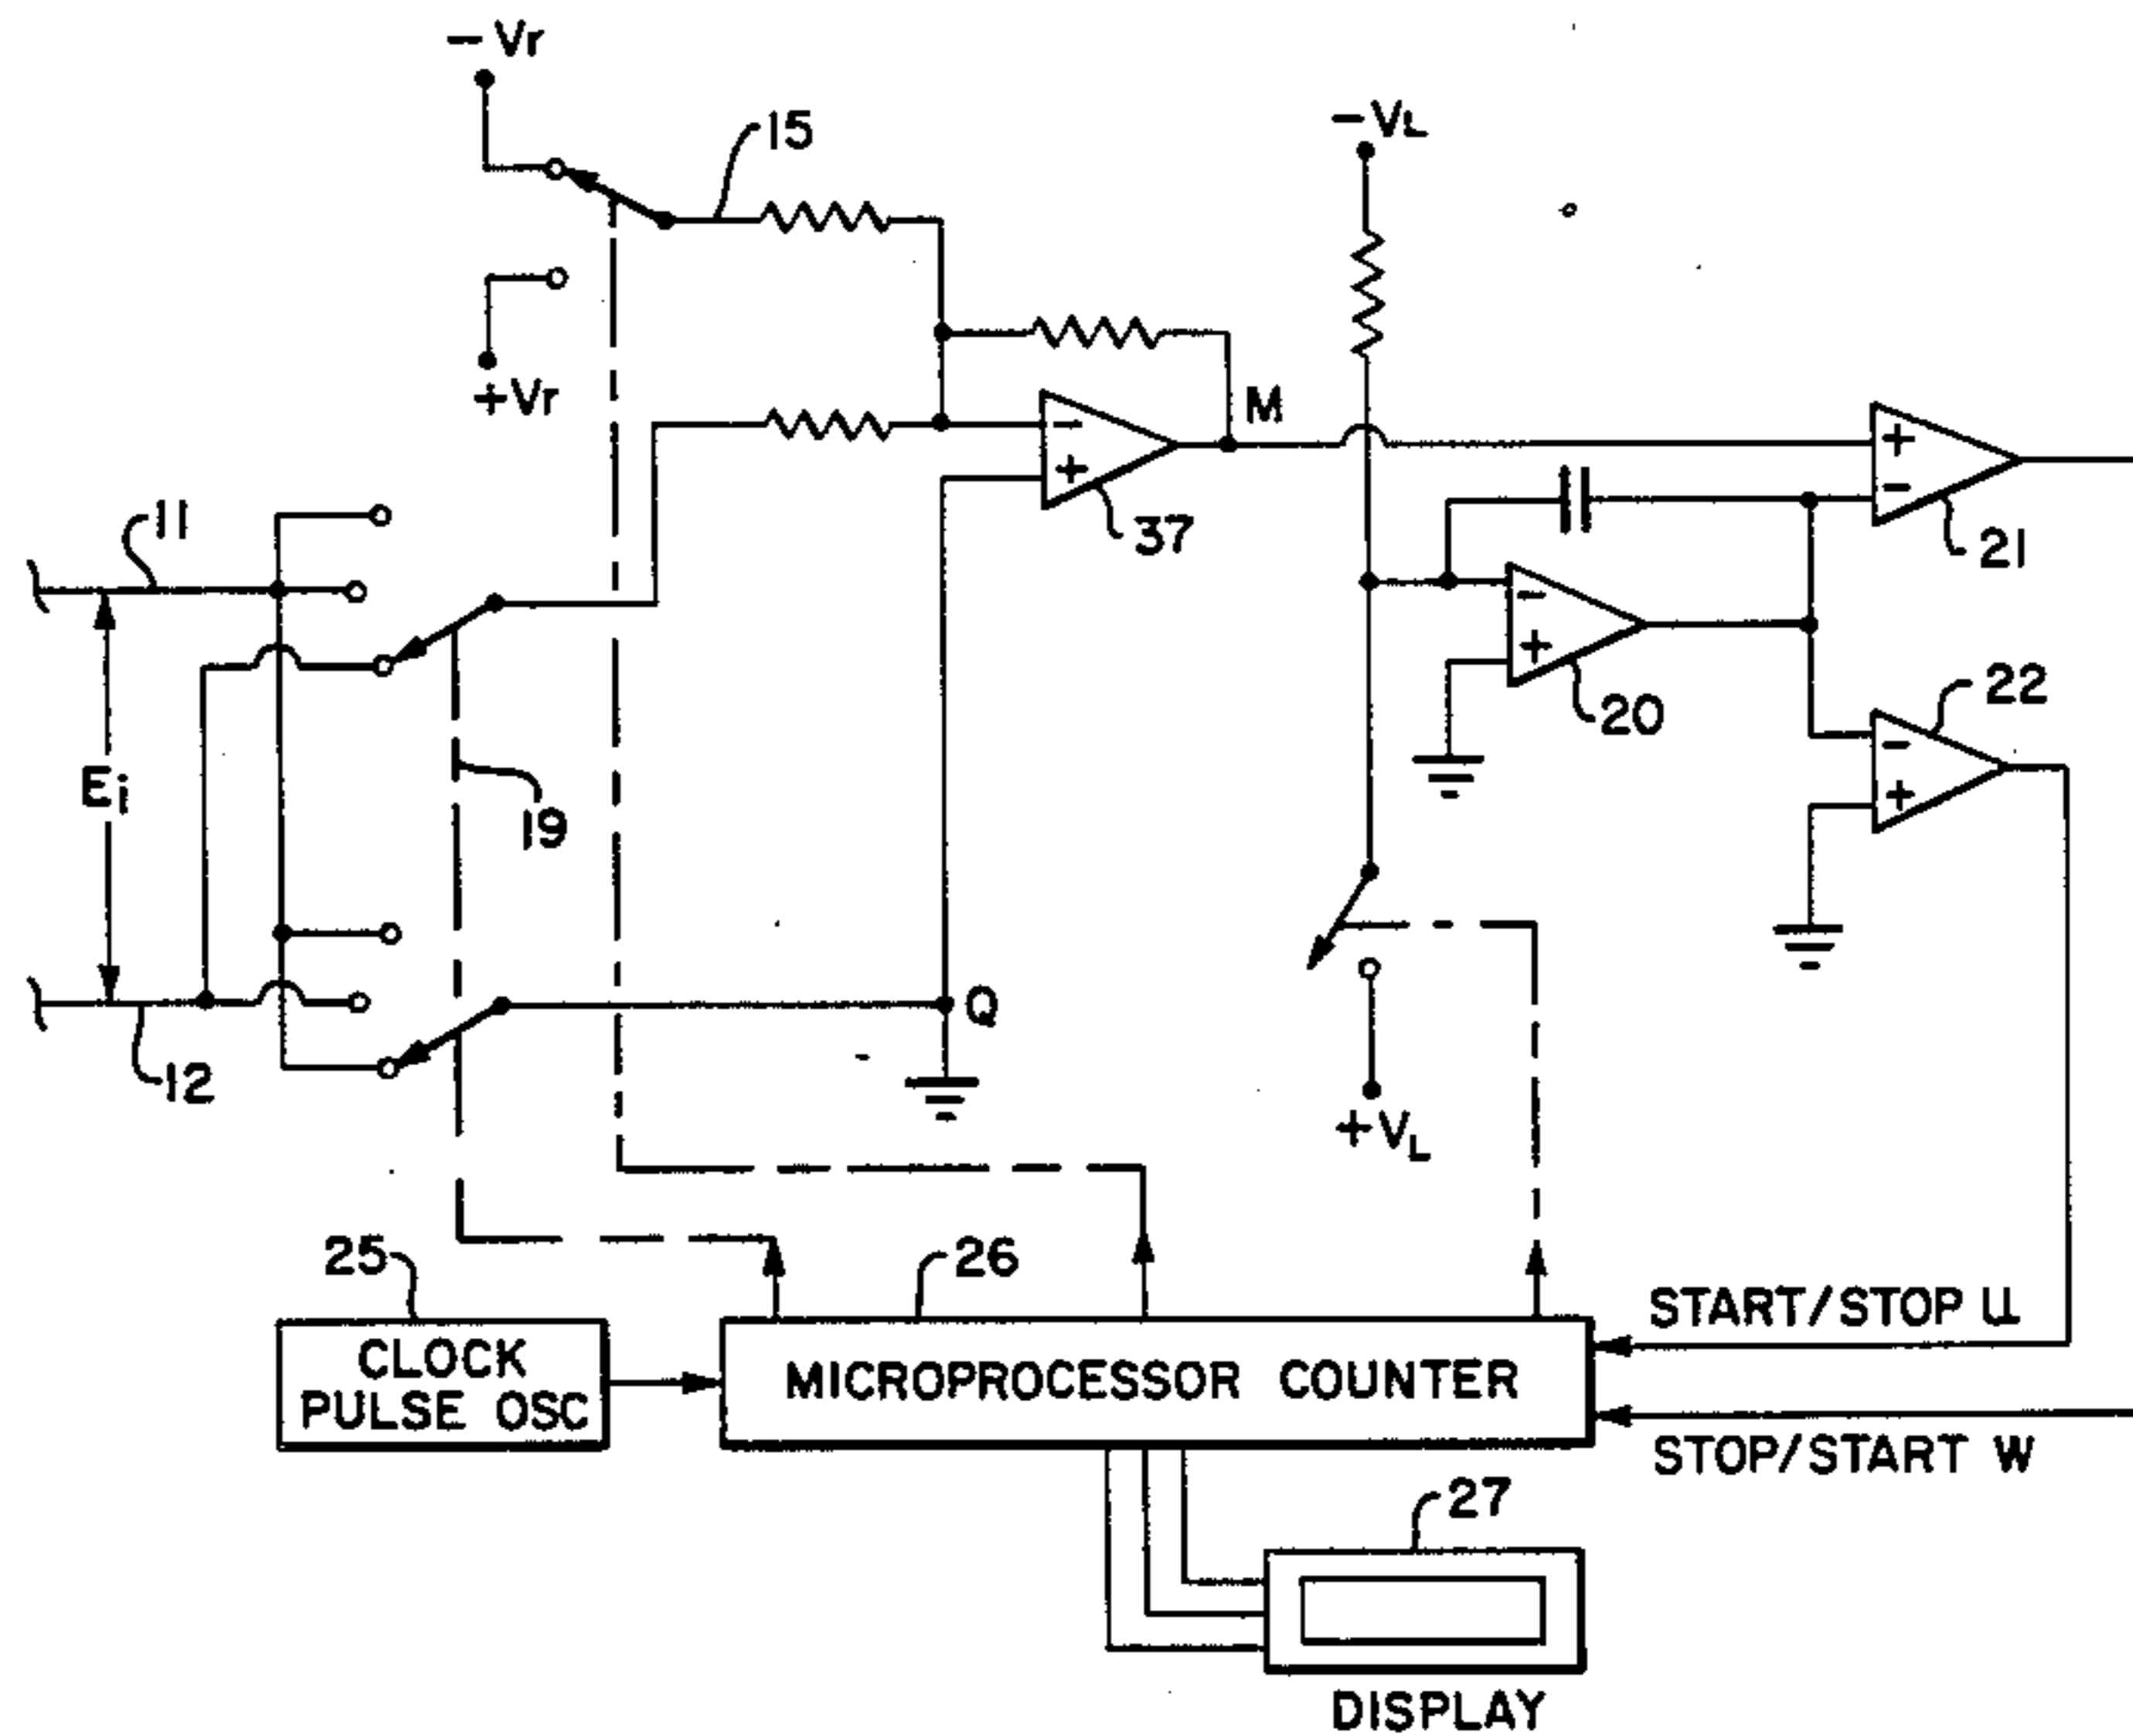 -Vr
15
-VL
+Vr
M
-
+
37
+
-
21
11
-
+
20
22
-
+
Ei
19
Q
12
+VL
25
26
START/STOP U
CLOCK
PULSE OSC
MICROPROCESSOR COUNTER
STOP/START W
27
DISPLAY